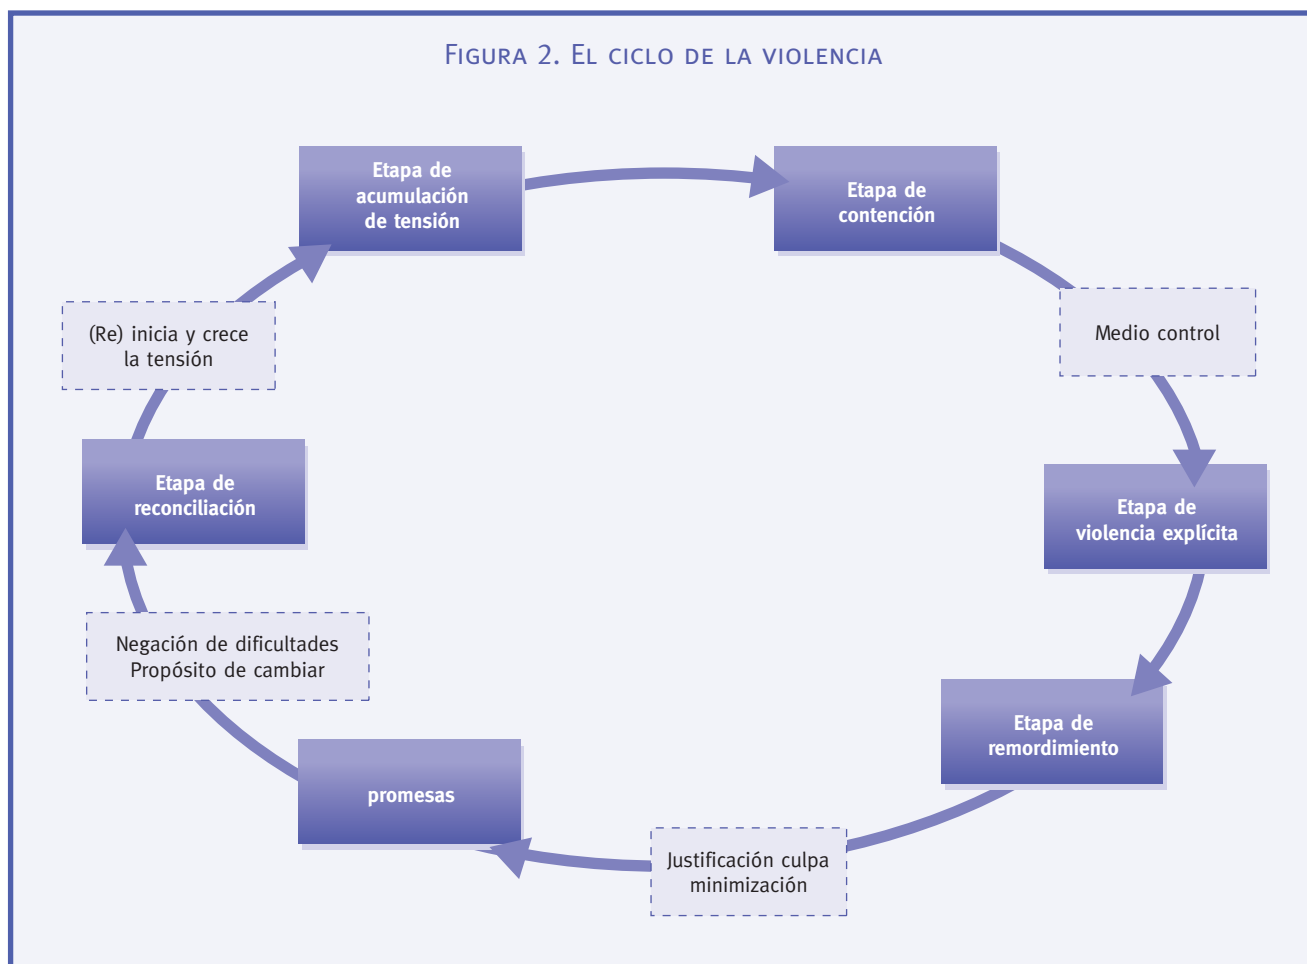 FIGURA 2. EL CICLO DE LA VIOLENCIA
Etapa de
acumulación
de tensión
Etapa de
contención
Medio control
Etapa de
violencia explícita
Etapa de
remordimiento
Justificación culpa
minimización
promesas
Negación de dificultades
Propósito de cambiar
Etapa de
reconciliación
(Re) inicia y crece
la tensión